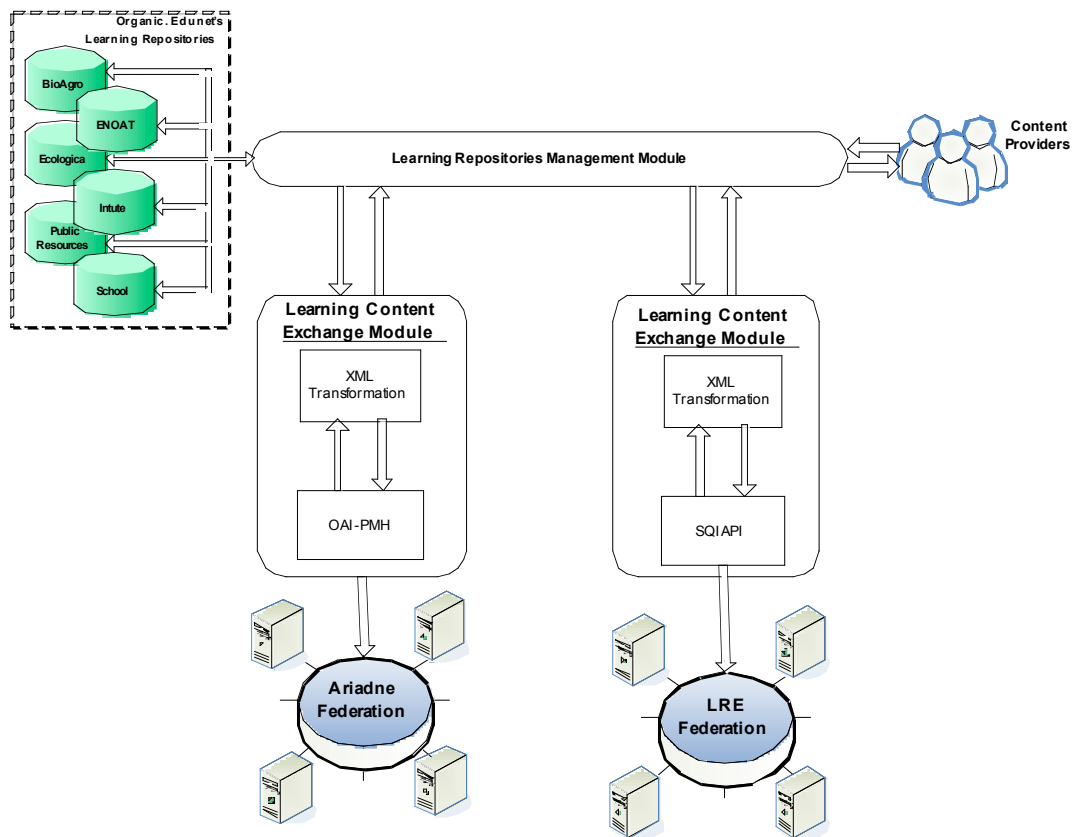 Organic.Edunet's
Learning Repositories
BioAgro
ENOAT
Ecologica
Intute
Public
Resources
School
Learning Repositories Management Module
Content
Providers
Learning Content
Exchange Module
XML
Transformation
OAI-PMH
Learning Content
Exchange Module
XML
Transformation
SQI API
Ariadne
Federation
LRE
Federation